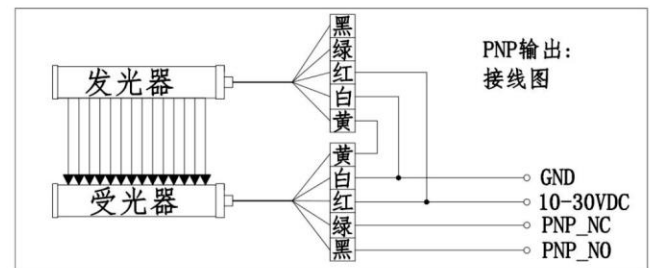 黑
绿
红
白
黄
发光器
PNP输出:
接线图
黄
白
红
绿
黑
受光器
GND
10-30VDC
PNP_NC
PNP_NO